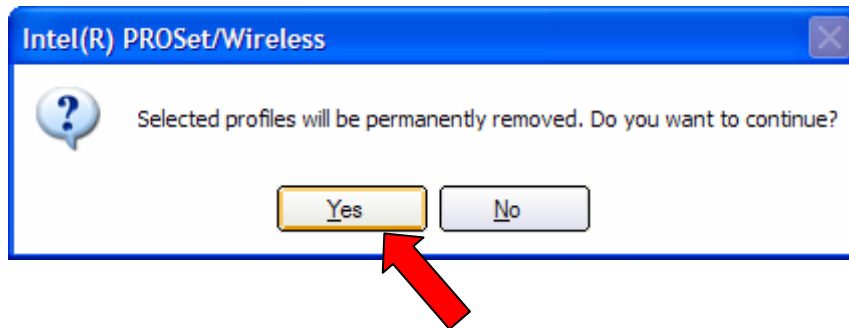 Intel(R) PROSet/Wireless
Selected profiles will be permanently removed. Do you want to continue?
Yes No